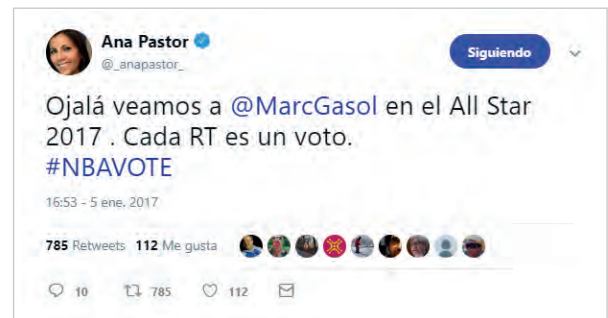 Ana Pastor
@_anapastor_
Siguiendo
Ojalá veamos a @MarcGasol en el All Star
2017 . Cada RT es un voto.
#NBAVOTE
16:53 - 5 ene. 2017
785 Retweets 112 Me gusta
10 785 112